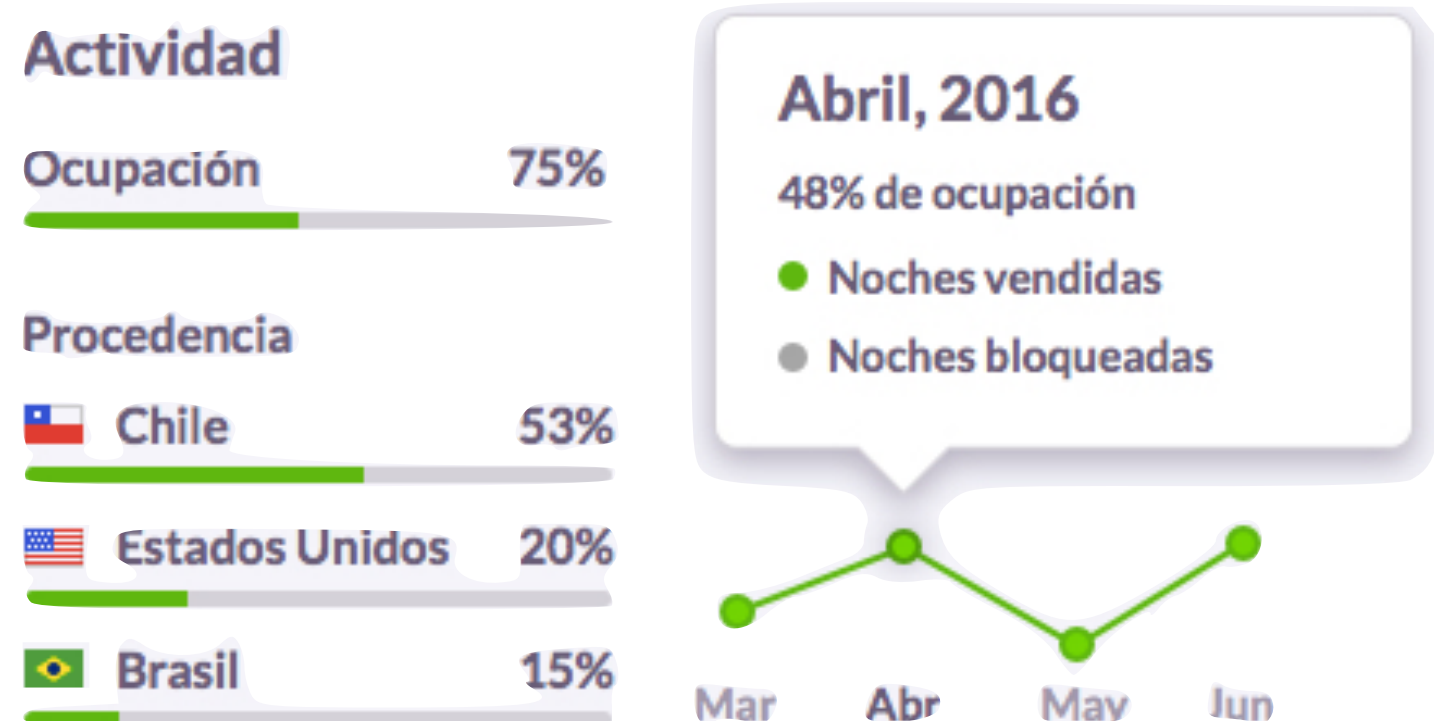 Actividad
Ocupación 75%
Procedencia
Chile 53%
Estados Unidos 20%
Brasil 15%
Abril, 2016
48% de ocupación
Noches vendidas
Noches bloqueadas
Mar Abr May Jun